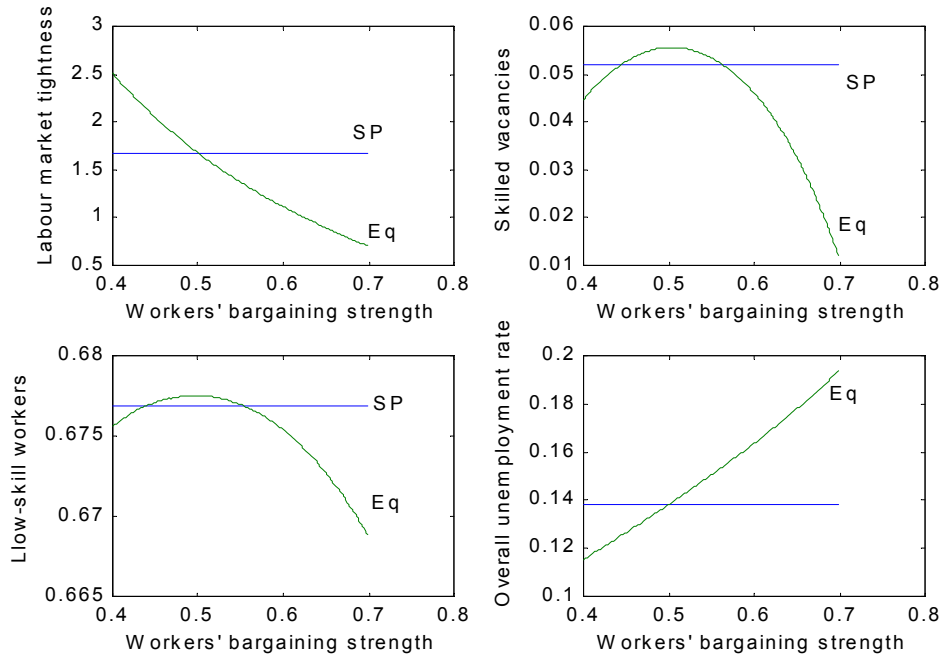 Labour market tightness
3
2.5
2
1.5
1
0.5
SP
Eq
0.4 0.5 0.6 0.7 0.8
Workers' bargaining strength
Skilled vacancies
0.06
0.05
0.04
0.03
0.02
0.01
SP
Eq
0.4 0.5 0.6 0.7 0.8
Workers' bargaining strength
Llow-skill workers
0.68
0.675
0.67
0.665
SP
Eq
0.4 0.5 0.6 0.7 0.8
Workers' bargaining strength
Overall unemployment rate
0.2
0.18
0.16
0.14
0.12
0.1
Eq
0.4 0.5 0.6 0.7 0.8
Workers' bargaining strength